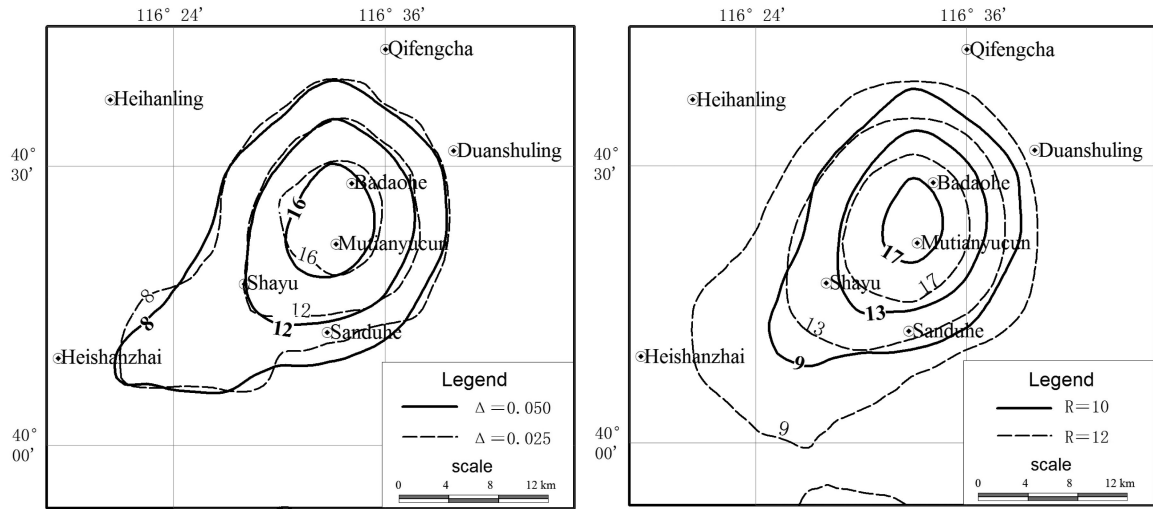 116° 24′
116° 36′
Qifengcha
Heihanling
40°
30′
Duanshuling
Badaohe
16
Mutianyucun
16
Shayu
8
12
8
12
Sanduhe
Heishanzhai
Legend
Δ=0.050
Δ=0.025
scale
0 4 8 12 km
40°
00′
116° 24′
116° 36′
Qifengcha
Heihanling
40°
30′
Duanshuling
Badaohe
Mutianyucun
17
17
Shayu
13
13
Sanduhe
9
Heishanzhai
9
Legend
R=10
R=12
scale
0 4 8 12 km
40°
00′